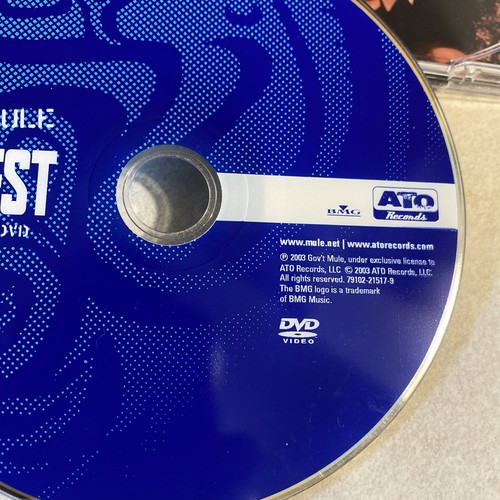 ULE
EST
DVD
BMG
ATO
Records
www.mule.net | www.atorecords.com
℗ 2003 Gov't Mule, under exclusive license to
ATO Records, LLC © 2003 ATO Records, LLC.
All rights reserved. 79102-21517-9
The BMG logo is a trademark
of BMG Music.
DVD
VIDEO